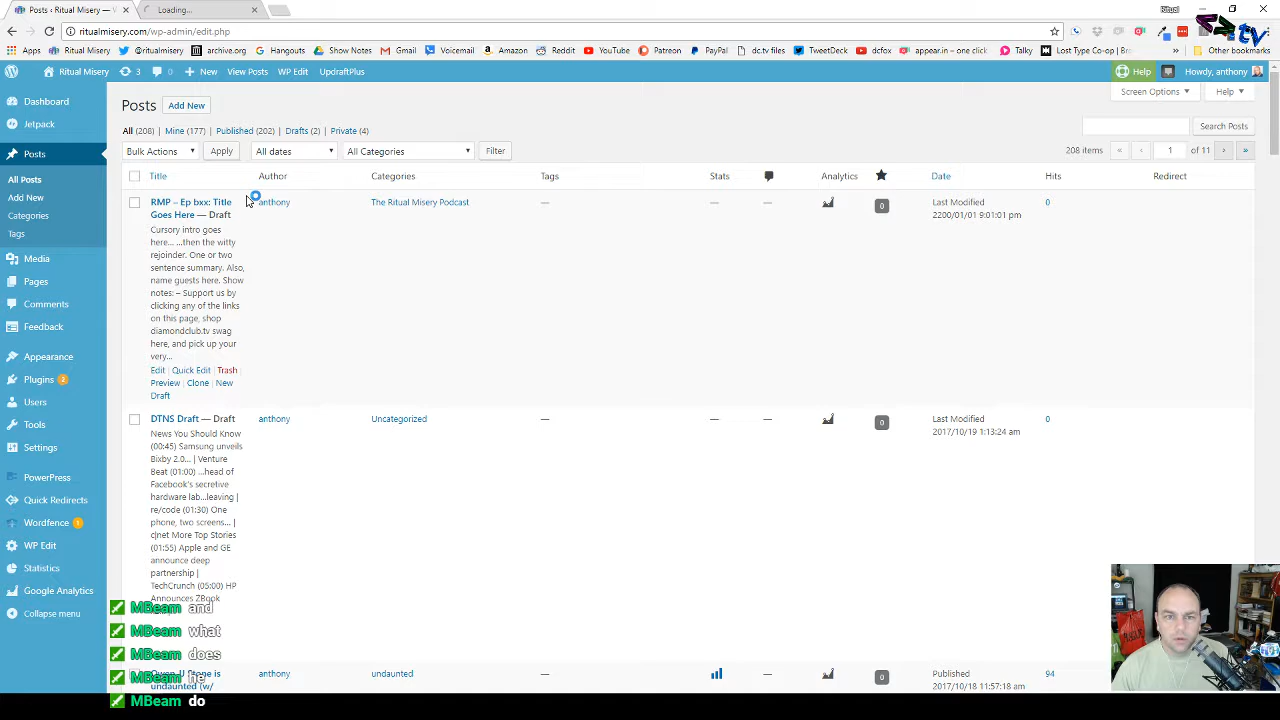 Posts ‹ Ritual Misery —
Loading...
Ritual
ritualmisery.com/wp-admin/edit.php
Apps
Ritual Misery
@ritualmisery
archive.org
Hangouts
Show Notes
Gmail
Voicemail
Amazon
Reddit
YouTube
Patreon
PayPal
dc.tv files
TweetDeck
dcfox
appear.in – one click
Talky
Lost Type Co-op | Br
»
Other bookmarks
tv
Ritual Misery
3
0
New
View Posts
WP Edit
UpdraftPlus
Help
Howdy, anthony
Dashboard
Jetpack
Posts
All Posts
Add New
Categories
Tags
Media
Pages
Comments
Feedback
Appearance
Plugins 2
Users
Tools
Settings
PowerPress
Quick Redirects
Wordfence 1
WP Edit
Statistics
Google Analytics
Collapse menu
Posts Add New
Screen Options
Help
All (208) | Mine (177) | Published (202) | Drafts (2) | Private (4)
Search Posts
Bulk Actions Apply All dates All Categories Filter
208 items « ‹ 1 of 11 › »
Title Author Categories Tags Stats Analytics Date Hits Redirect
RMP – Ep bxx: Title
Goes Here — Draft
anthony
The Ritual Misery Podcast
—
—
—
0
Last Modified
2200/01/01 9:01:01 pm
0
Cursory intro goes
here... ...then the witty
rejoinder. One or two
sentence summary. Also,
name guests here. Show
notes: – Support us by
clicking any of the links
on this page, shop
diamondclub.tv swag
here, and pick up your
very...
Edit | Quick Edit | Trash |
Preview | Clone | New
Draft
DTNS Draft — Draft
anthony
Uncategorized
—
—
—
0
Last Modified
2017/10/19 1:13:24 am
0
News You Should Know
(00:45) Samsung unveils
Bixby 2.0... | Venture
Beat (01:00) ...head of
Facebook's secretive
hardware lab...leaving |
re/code (01:30) One
phone, two screens... |
c|net More Top Stories
(01:55) Apple and GE
announce deep
partnership |
TechCrunch (05:00) HP
Announces ZBook
undaunted (w/
anthony
undaunted
—
0
Published
2017/10/18 11:57:18 am
94
MBeam and
MBeam what
MBeam does
MBeam he
MBeam do